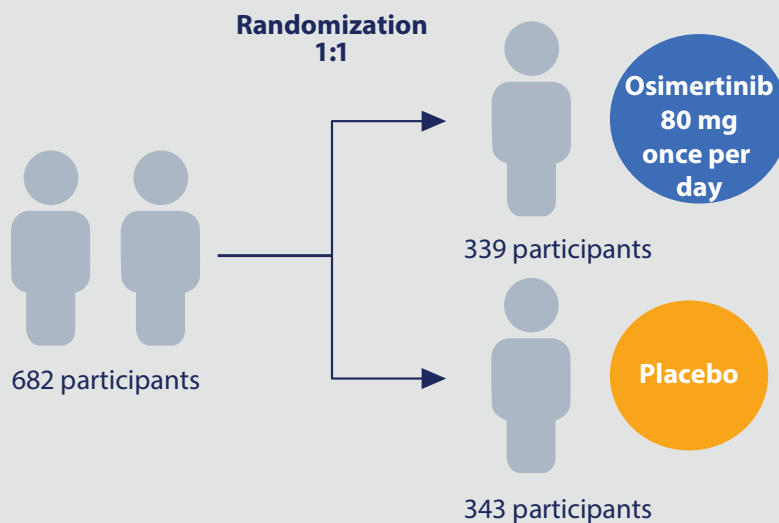 Randomization
1:1
Osimertinib
80 mg
once per
day
339 participants
682 participants
Placebo
343 participants